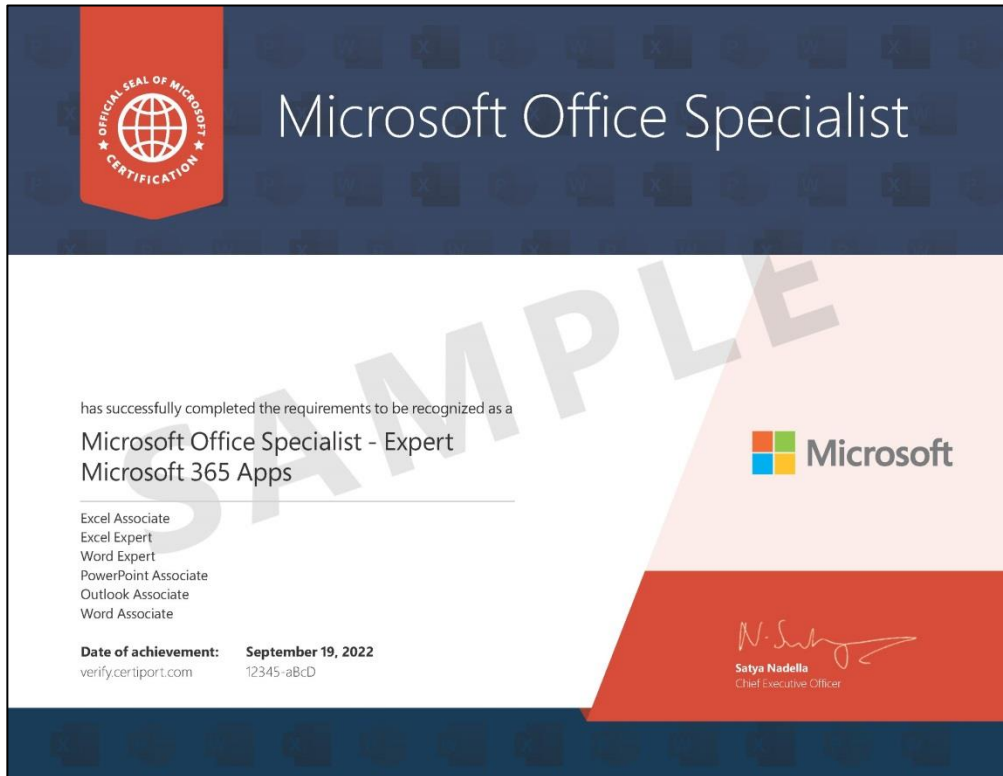 OFFICIAL SEAL OF MICROSOFT
CERTIFICATION
Microsoft Office Specialist
SAMPLE
has successfully completed the requirements to be recognized as a
Microsoft Office Specialist - Expert
Microsoft 365 Apps
Microsoft
Excel Associate
Excel Expert
Word Expert
PowerPoint Associate
Outlook Associate
Word Associate
Date of achievement: September 19, 2022
verify.certiport.com 12345-aBcD
Satya Nadella
Chief Executive Officer